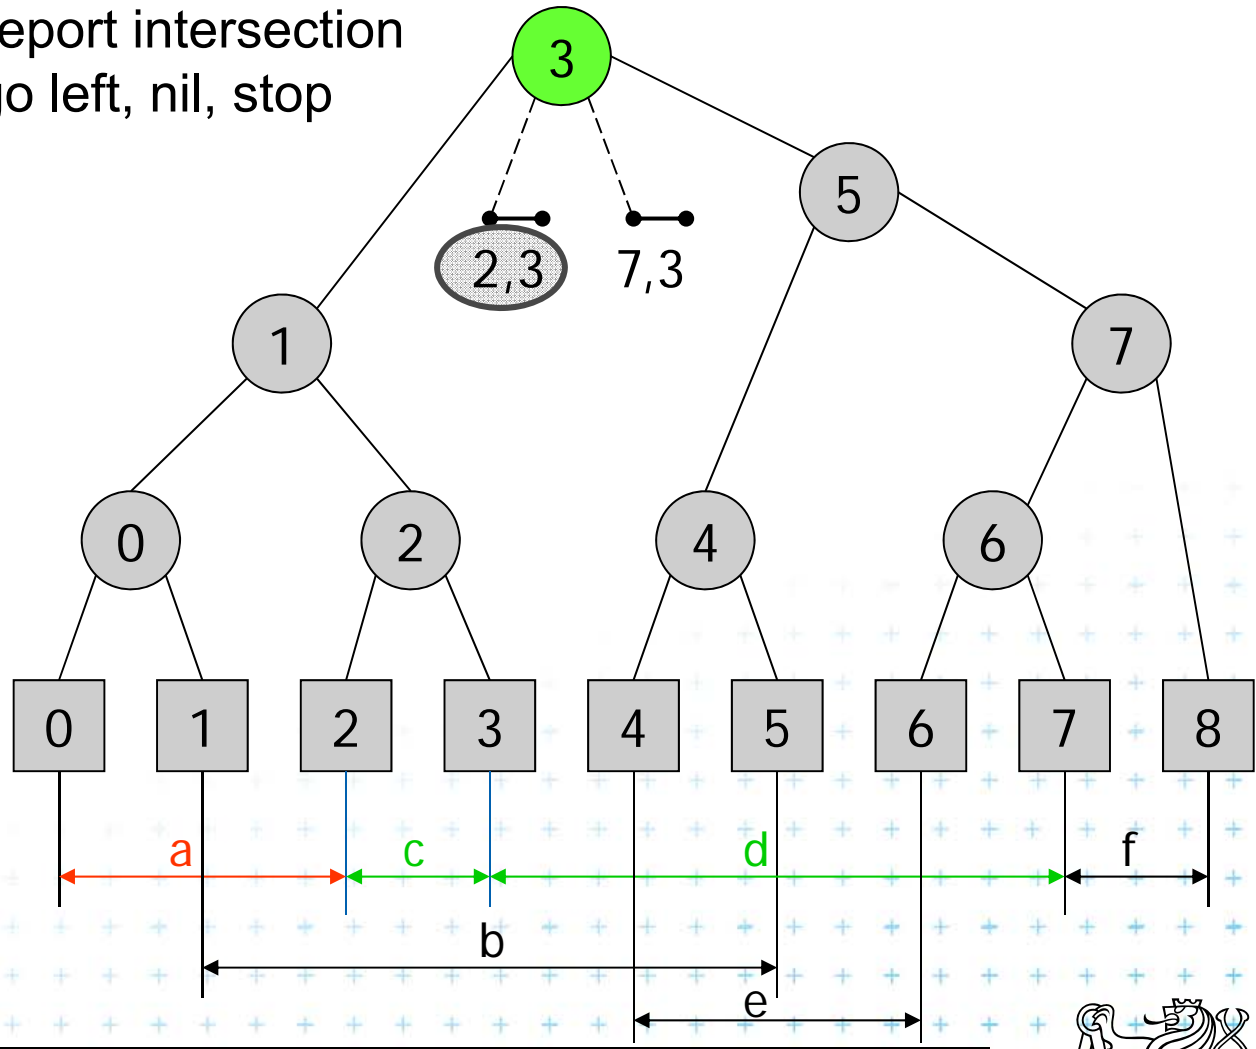 eport intersection
go left, nil, stop
3
5
2,3 7,3
1 7
0 2 4 6
0 1 2 3 4 5 6 7 8
a c d f
b
e